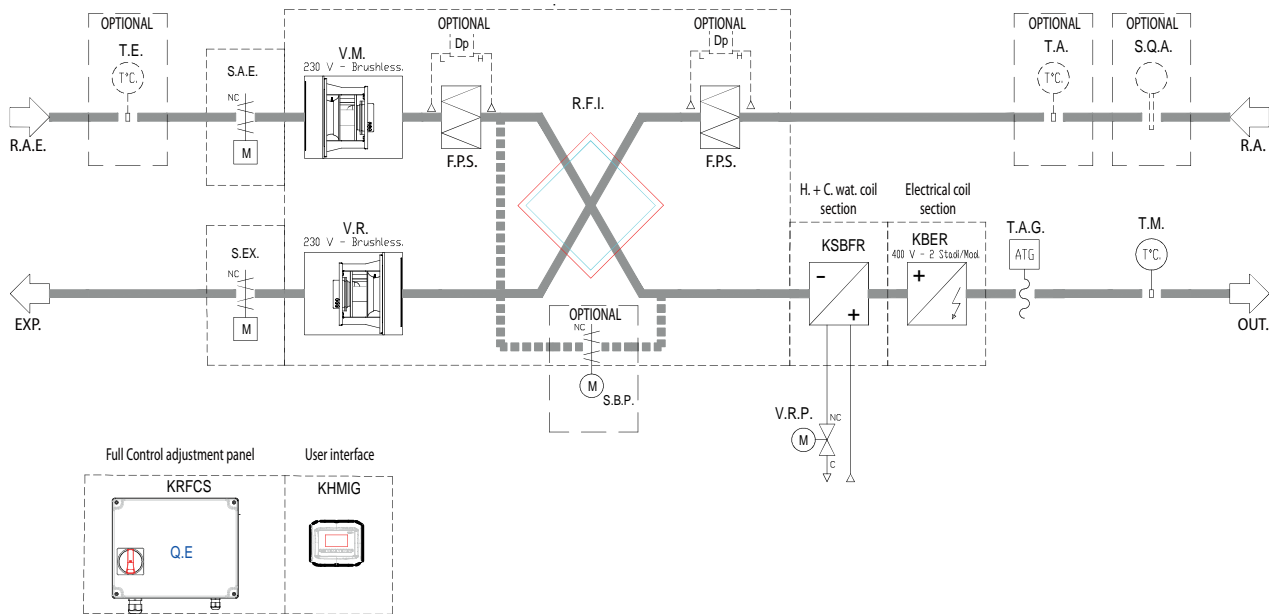 OPTIONAL
T.E.
T°C.
S.A.E.
NC
M
V.M.
230 V - Brushless.
OPTIONAL
Dp
L H
F.P.S.
R.F.I.
OPTIONAL
Dp
L H
F.P.S.
OPTIONAL
T.A.
T°C.
OPTIONAL
S.Q.A.
R.A.E.
R.A.
S.EX.
NC
M
V.R.
230 V - Brushless.
OPTIONAL
NC
M
S.B.P.
H. + C. wat. coil
section
KSBFR
- +
Electrical coil
section
KBER
400 V - 2 Stadi/Mod.
+
T.A.G.
ATG
T.M.
T°C.
EXP.
OUT.
V.R.P.
NC
M
C
Full Control adjustment panel
KRFCS
Q.E
User interface
KHMIG